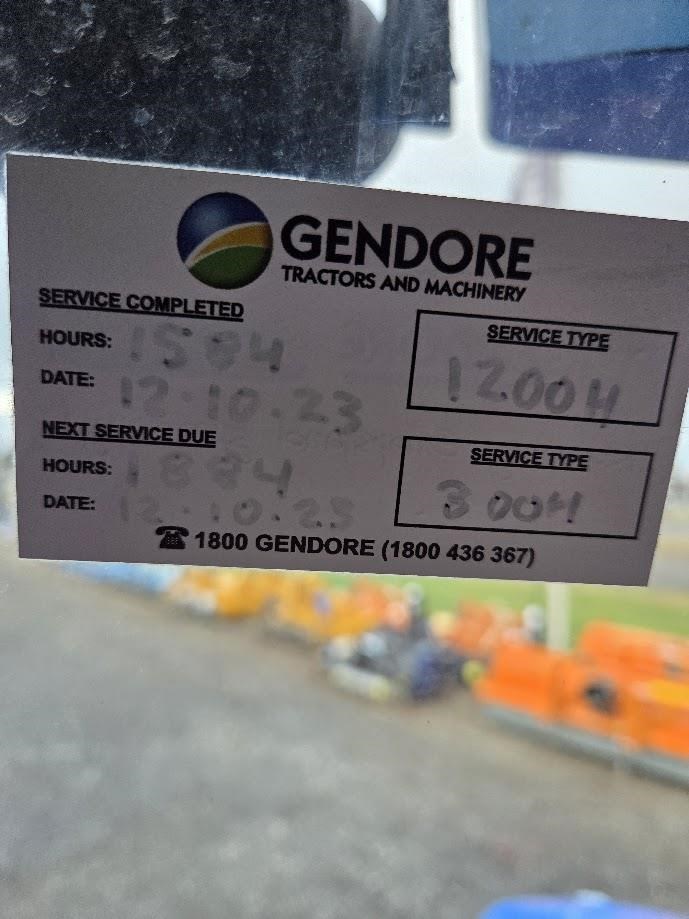 GENDORE
TRACTORS AND MACHINERY
SERVICE COMPLETED
HOURS: 1584
DATE: 12.10.23
SERVICE TYPE
1200H
NEXT SERVICE DUE
HOURS: 1884
DATE: 12.10.23
SERVICE TYPE
300H
1800 GENDORE (1800 436 367)